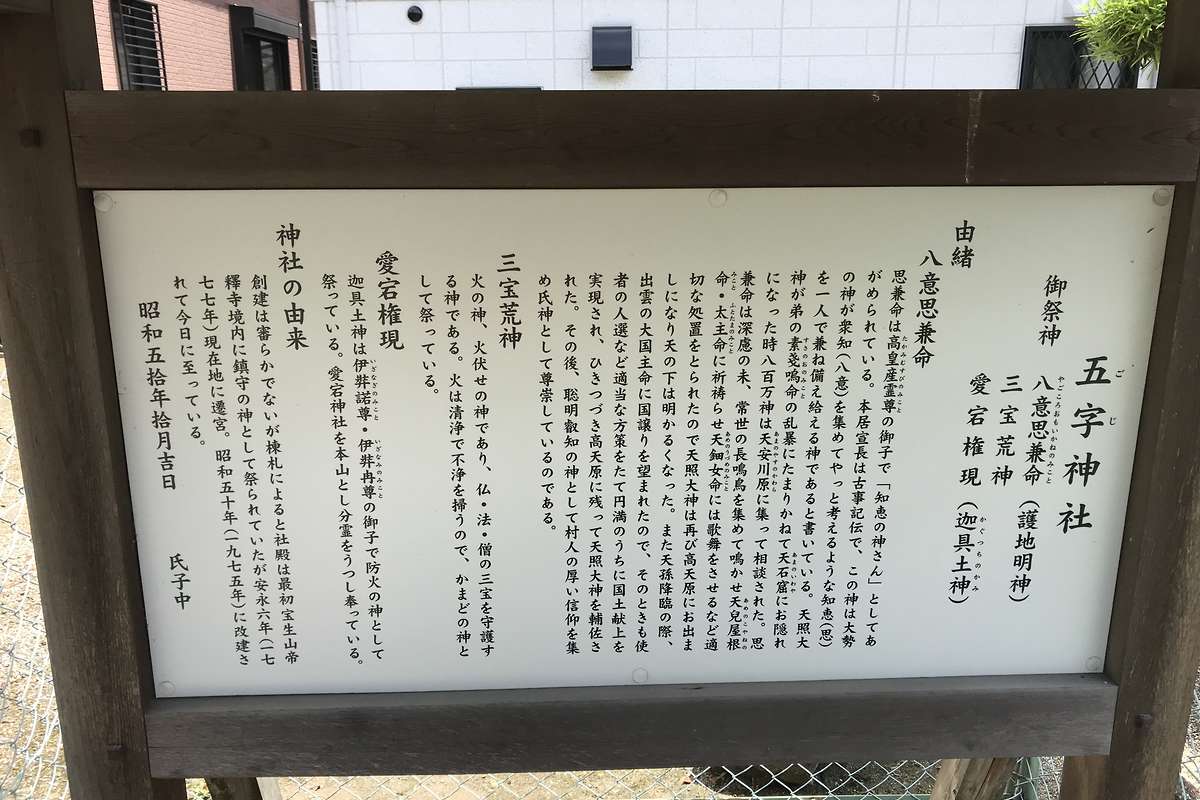 五字神社
御祭神
八意思兼命（護地明神）
三宝荒神
愛宕権現（迦具土神）
由緒
八意思兼命
思兼命は高皇産霊尊の御子で「知恵の神さん」としてあ
がめられている。本居宣長は古事記伝で、この神は大勢
の神が衆知（八意）を集めてやっと考えるような知恵（思）
を一人で兼ね備え給える神であると書いている。天照大
神が弟の素戔嗚命の乱暴にたまりかねて天石窟にお隠れ
になった時八百万神は天安川原に集って相談された。思
兼命は深慮の未、常世の長鳴鳥を集めて鳴かせ天兒屋根
命・太主命に祈祷らせ天鈿女命には歌舞をさせるなど適
切な処置をとられたので天照大神は再び高天原にお出ま
しになり天の下は明かるくなった。また天孫降臨の際、
出雲の大国主命に国譲りを望まれたので、そのときも使
者の人選など適当な方策をたて円満のうちに国土献上を
実現され、ひきつづき高天原に残って天照大神を輔佐さ
れた。その後、聡明叡知の神として村人の厚い信仰を集
め氏神として尊崇しているのである。
三宝荒神
火の神、火伏せの神であり、仏・法・僧の三宝を守護す
る神である。火は清浄で不浄を掃うので、かまどの神と
して祭っている。
愛宕権現
迦具土神は伊弉諾尊・伊弉冉尊の御子で防火の神として
祭っている。愛宕神社を本山とし分霊をうつし奉っている。
神社の由来
創建は審らかでないが棟札によると社殿は最初宝生山帝
釋寺境内に鎮守の神として祭られていたが安永六年（一七
七七年）現在地に遷宮。昭和五十年（一九七五年）に改建さ
れて今日に至っている。
昭和五拾年拾月吉日　氏子中